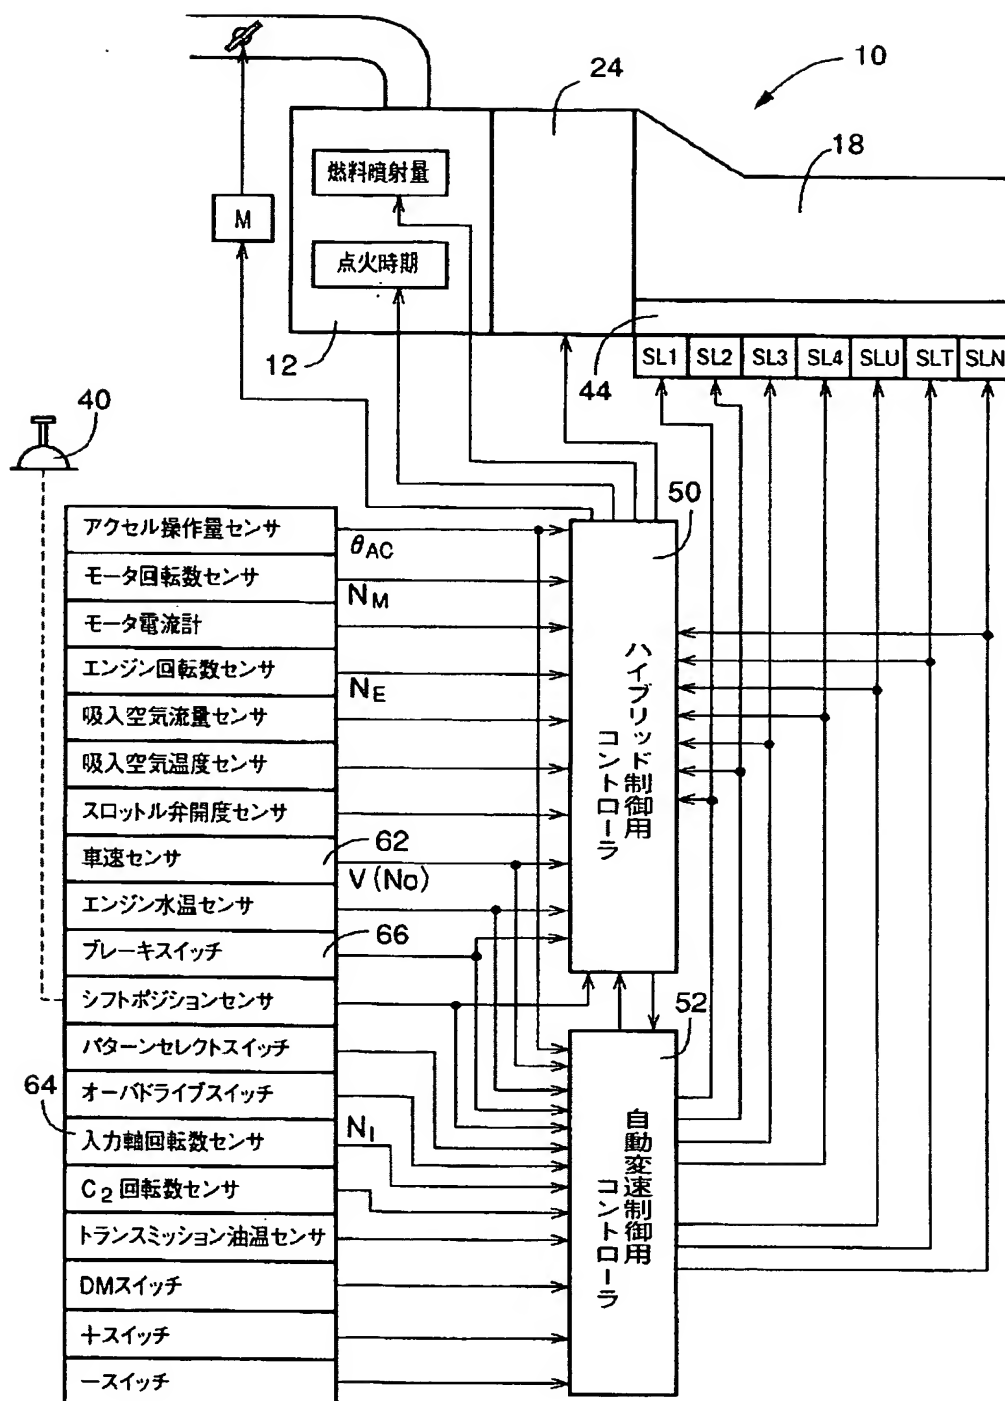 10
24
18
燃料噴射量
M
点火時期
12
44
SL1 SL2 SL3 SL4 SLU SLT SLN
40
50
アクセル操作量センサ
θAC
モータ回転数センサ
NM
モータ電流計
エンジン回転数センサ
NE
吸入空気流量センサ
吸入空気温度センサ
スロットル弁開度センサ
車速センサ
62
V(No)
エンジン水温センサ
ブレーキスイッチ
66
シフトポジションセンサ
パターンセレクトスイッチ
オーバドライブスイッチ
64
入力軸回転数センサ
NI
C2回転数センサ
トランスミッション油温センサ
DMスイッチ
+スイッチ
ースイッチ
ハイブリッド制御用
コントローラ
52
自動変速制御用
コントローラ